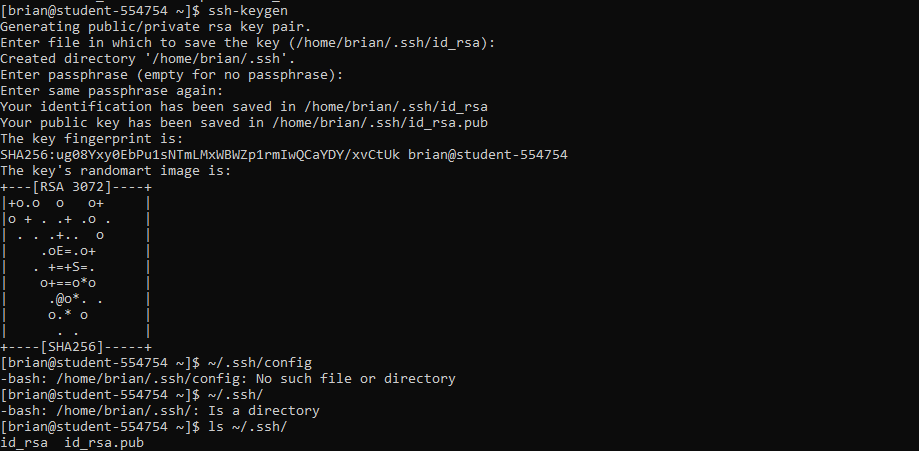 [brian@student-554754 ~]$ ssh-keygen
Generating public/private rsa key pair.
Enter file in which to save the key (/home/brian/.ssh/id_rsa):
Created directory '/home/brian/.ssh'.
Enter passphrase (empty for no passphrase):
Enter same passphrase again:
Your identification has been saved in /home/brian/.ssh/id_rsa
Your public key has been saved in /home/brian/.ssh/id_rsa.pub
The key fingerprint is:
SHA256:ug08Yxy0EbPu1sNTmLMxWBWZp1rmIwQCaYDY/xvCtUk brian@student-554754
The key's randomart image is:
+---[RSA 3072]----+
|+o.o  o   o+     |
|o + . .+ .o .    |
| . . .+..  o     |
|    .oE=.o+      |
|   . +=+S=.      |
|    o+==o*o      |
|     .@o*. .     |
|     o.* o       |
|      . .        |
+----[SHA256]-----+
[brian@student-554754 ~]$ ~/.ssh/config
-bash: /home/brian/.ssh/config: No such file or directory
[brian@student-554754 ~]$ ~/.ssh/
-bash: /home/brian/.ssh/: Is a directory
[brian@student-554754 ~]$ ls ~/.ssh/
id_rsa  id_rsa.pub